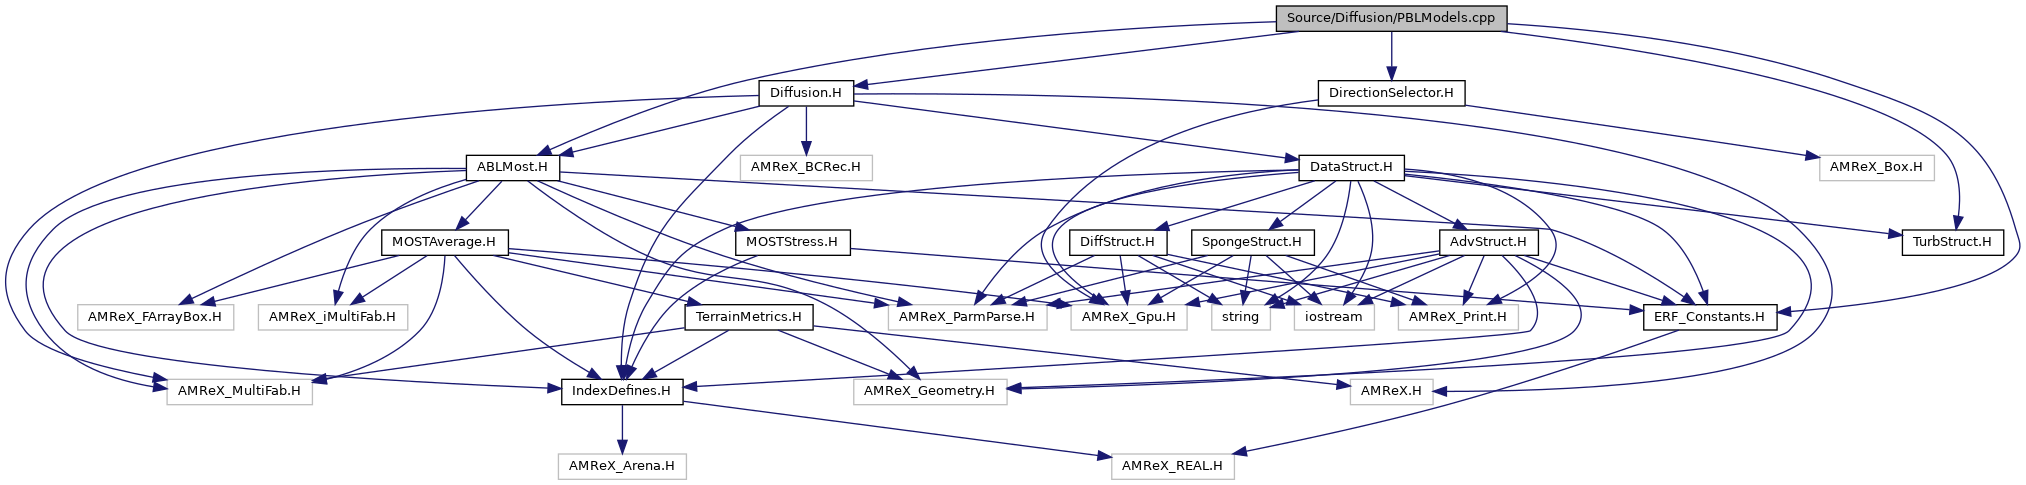 Source/Diffusion/PBLModels.cpp
Diffusion.H
DirectionSelector.H
ABLMost.H
AMReX_BCRec.H
DataStruct.H
AMReX_Box.H
MOSTAverage.H
MOSTStress.H
DiffStruct.H
SpongeStruct.H
AdvStruct.H
TurbStruct.H
AMReX_FArrayBox.H
AMReX_iMultiFab.H
TerrainMetrics.H
AMReX_ParmParse.H
AMReX_Gpu.H
string
iostream
AMReX_Print.H
ERF_Constants.H
AMReX_MultiFab.H
IndexDefines.H
AMReX_Geometry.H
AMReX.H
AMReX_Arena.H
AMReX_REAL.H